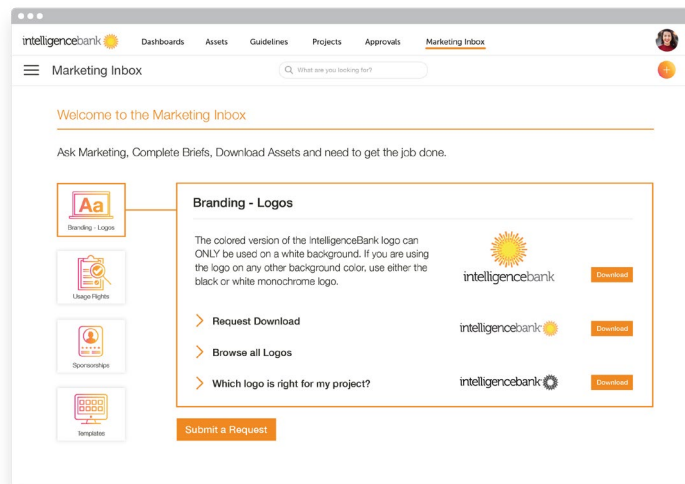 intelligencebank
Dashboards
Assets
Guidelines
Projects
Approvals
Marketing Inbox
Marketing Inbox
What are you looking for?
Welcome to the Marketing Inbox
Ask Marketing, Complete Briefs, Download Assets and need to get the job done.
Aa
Branding - Logos
Usage Rights
Sponsorships
Templates
Branding - Logos
The colored version of the IntelligenceBank logo can
ONLY be used on a white background. If you are using
the logo on any other background color, use either the
black or white monochrome logo.
Request Download
Browse all Logos
Which logo is right for my project?
intelligencebank
Download
intelligencebank
Download
intelligencebank
Download
Submit a Request